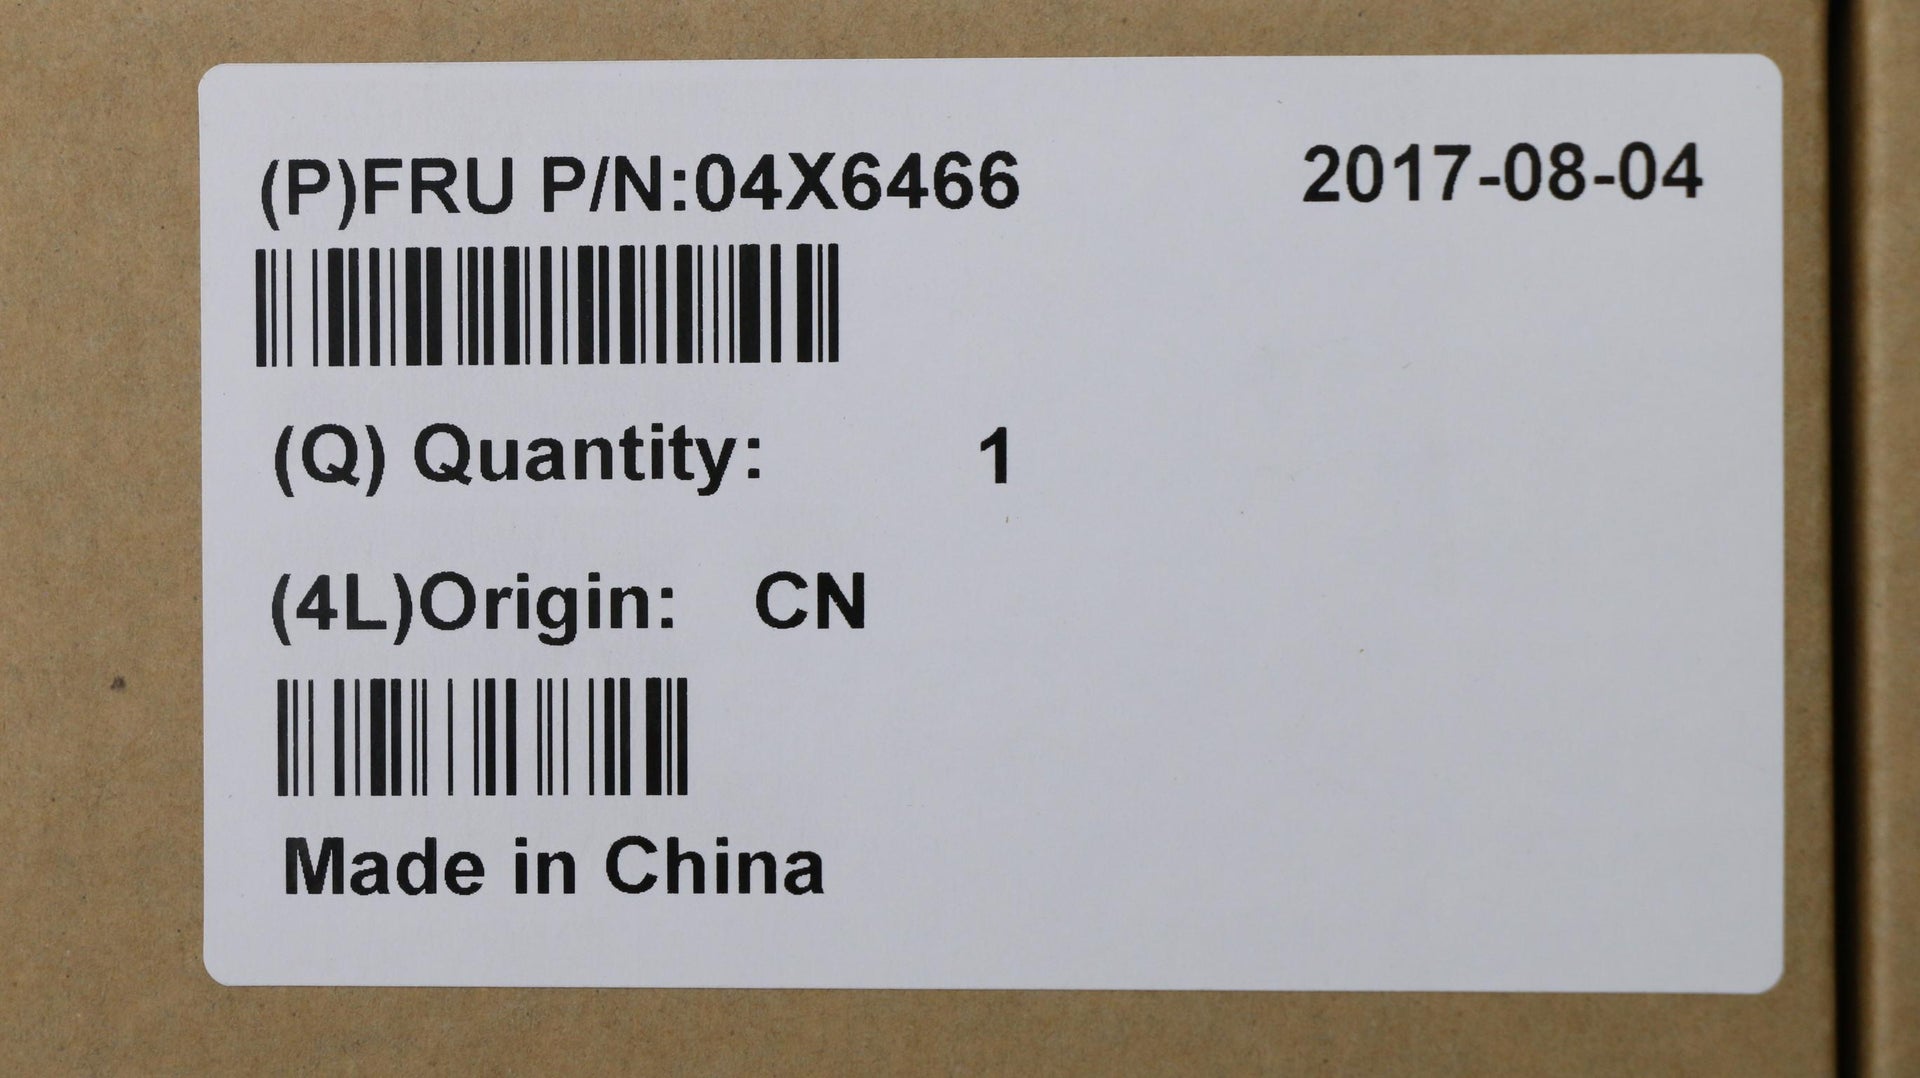 (P)FRU P/N:04X6466 2017-08-04
(Q) Quantity: 1
(4L)Origin: CN
Made in China